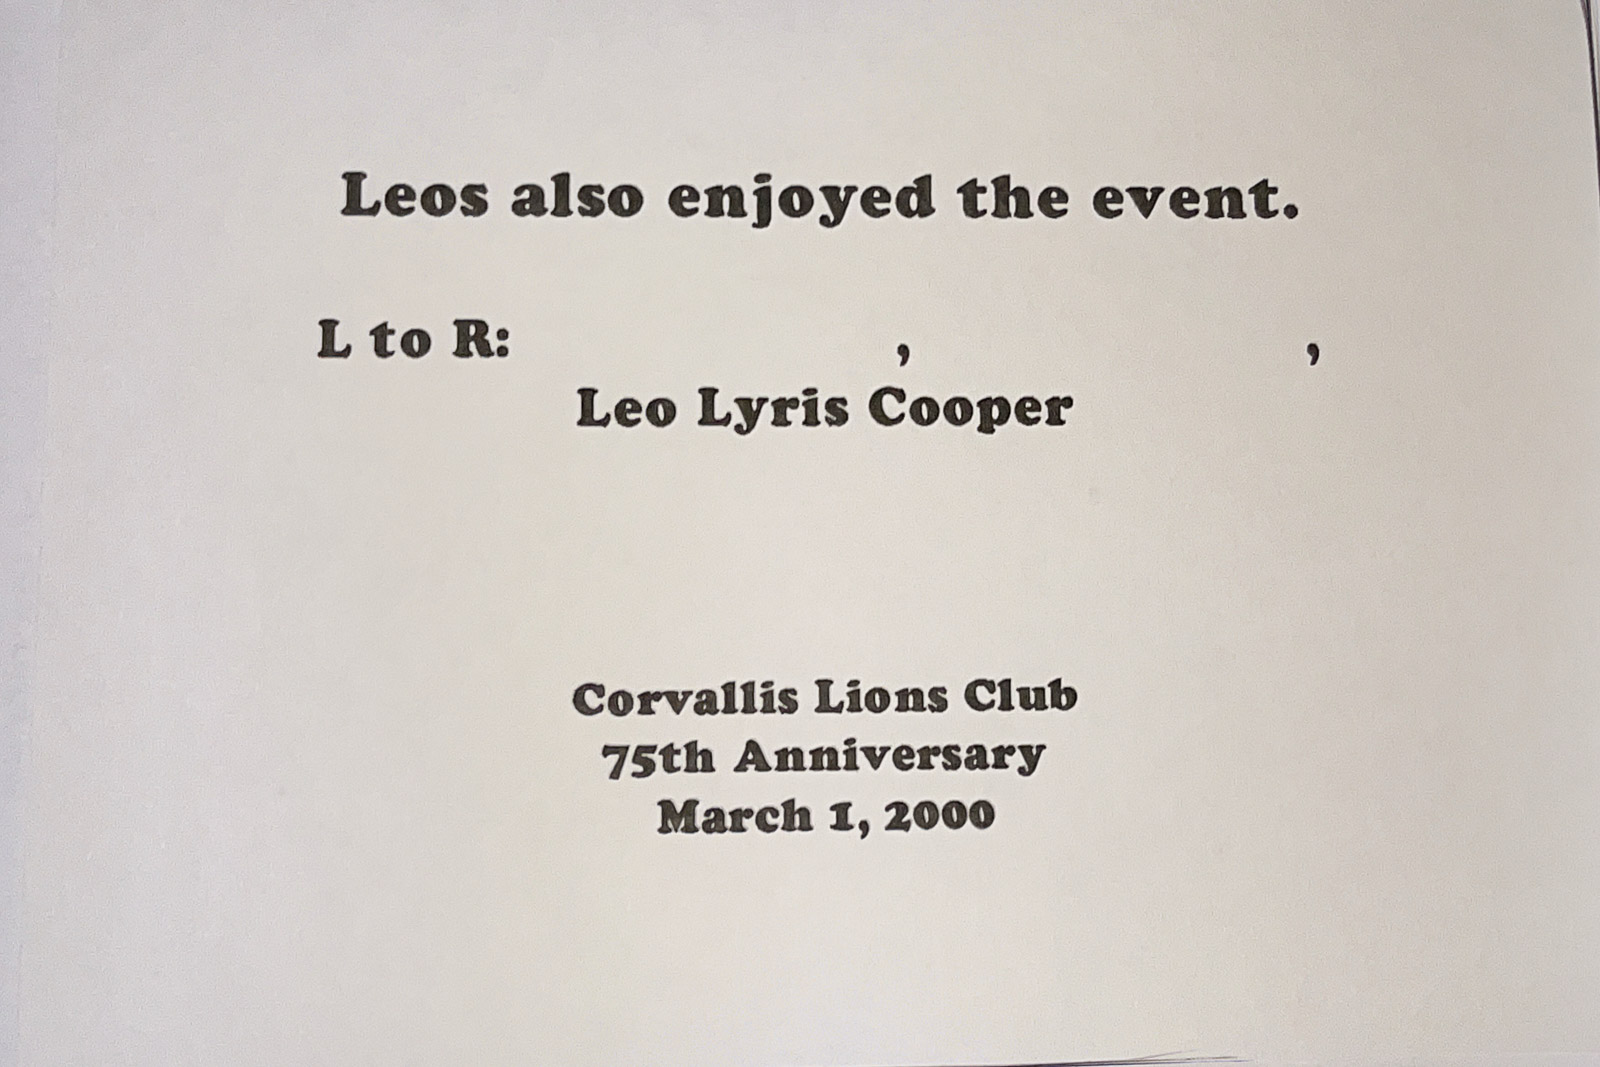 Leos also enjoyed the event.
L to R: , ,
Leo Lyris Cooper
Corvallis Lions Club
75th Anniversary
March 1, 2000